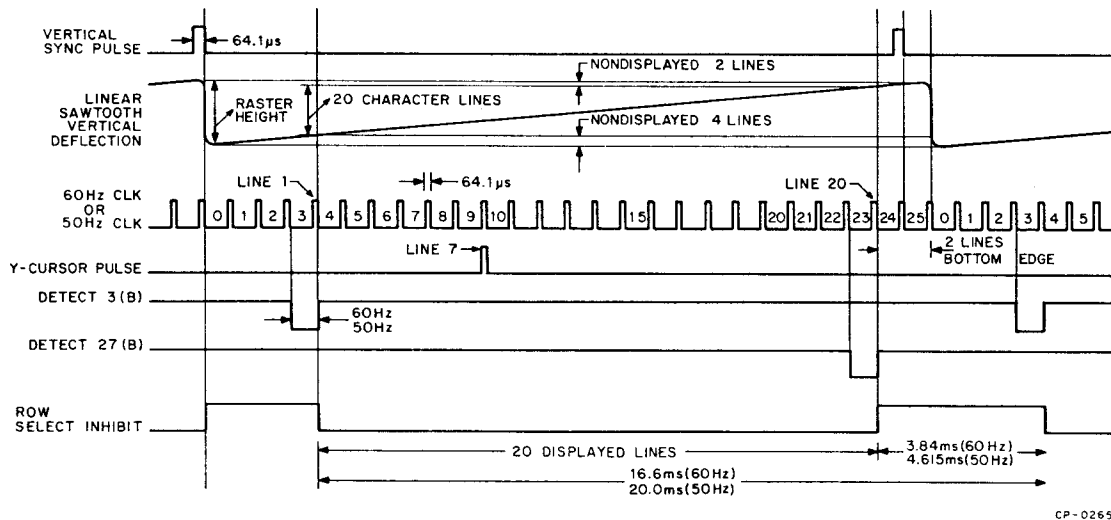 VERTICAL
SYNC PULSE
64.1µs
NONDISPLAYED 2 LINES
LINEAR
SAWTOOTH
VERTICAL
DEFLECTION
RASTER
HEIGHT
20 CHARACTER LINES
NONDISPLAYED 4 LINES
60Hz CLK
OR
50Hz CLK
LINE 1
64.1µs
LINE 20
0 1 2 3 4 5 6 7 8 9 10 15 20 21 22 23 24 25 0 1 2 3 4 5
LINE 7
2 LINES
BOTTOM EDGE
Y-CURSOR PULSE
DETECT 3(B)
60Hz
50Hz
DETECT 27(B)
ROW
SELECT INHIBIT
20 DISPLAYED LINES
3.84ms(60Hz)
4.615ms(50Hz)
16.6ms(60Hz)
20.0ms(50Hz)
CP-0265